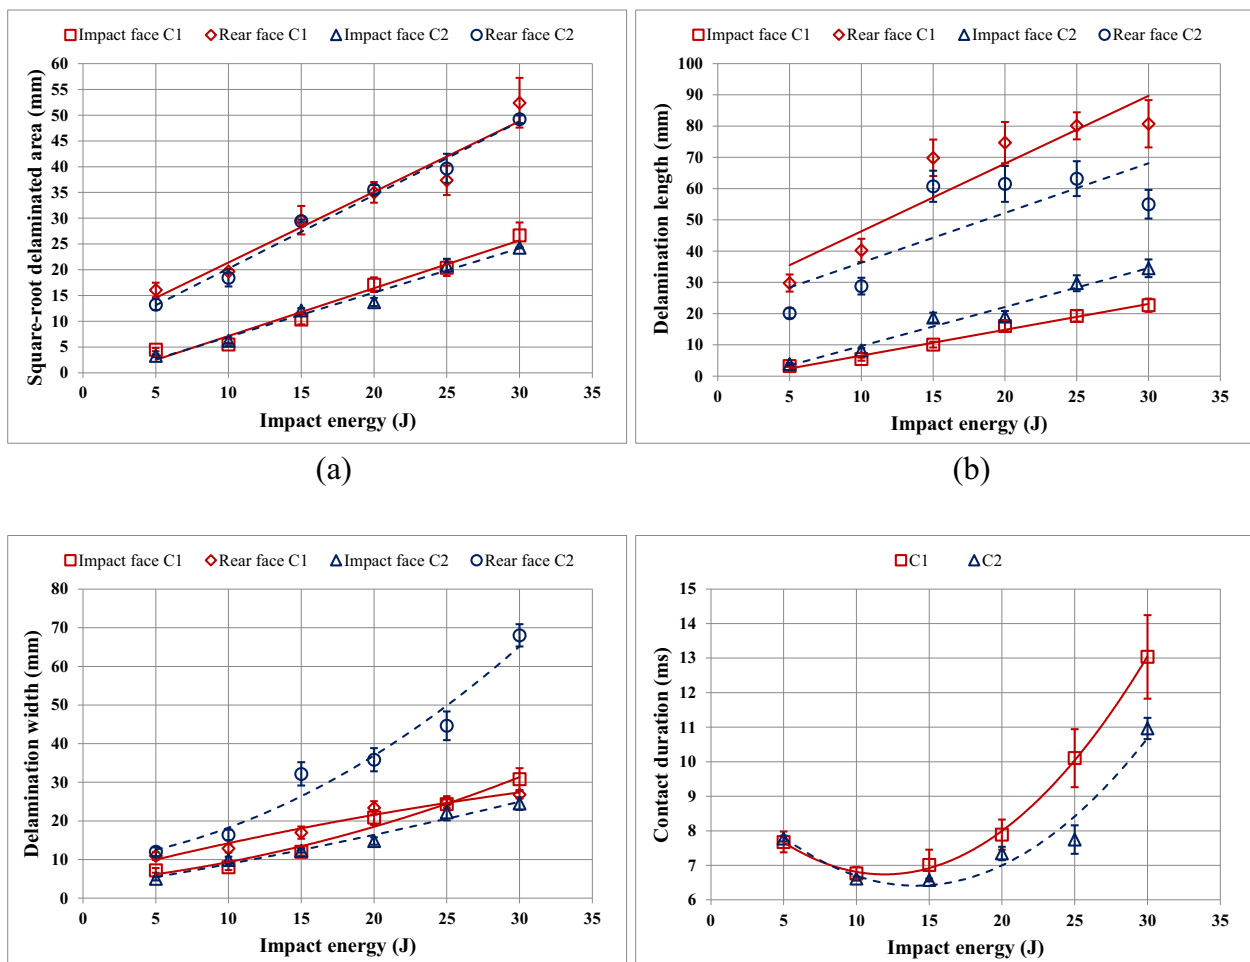 Impact face C1 Rear face C1 Impact face C2 Rear face C2
60
55
50
45
40
35
30
25
20
15
10
5
0
Square-root delaminated area (mm)
0 5 10 15 20 25 30 35
Impact energy (J)
(a)
Impact face C1 Rear face C1 Impact face C2 Rear face C2
100
90
80
70
60
50
40
30
20
10
0
Delamination length (mm)
0 5 10 15 20 25 30 35
Impact energy (J)
(b)
Impact face C1 Rear face C1 Impact face C2 Rear face C2
80
70
60
50
40
30
20
10
0
Delamination width (mm)
0 5 10 15 20 25 30 35
Impact energy (J)
C1 C2
15
14
13
12
11
10
9
8
7
6
Contact duration (ms)
0 5 10 15 20 25 30 35
Impact energy (J)